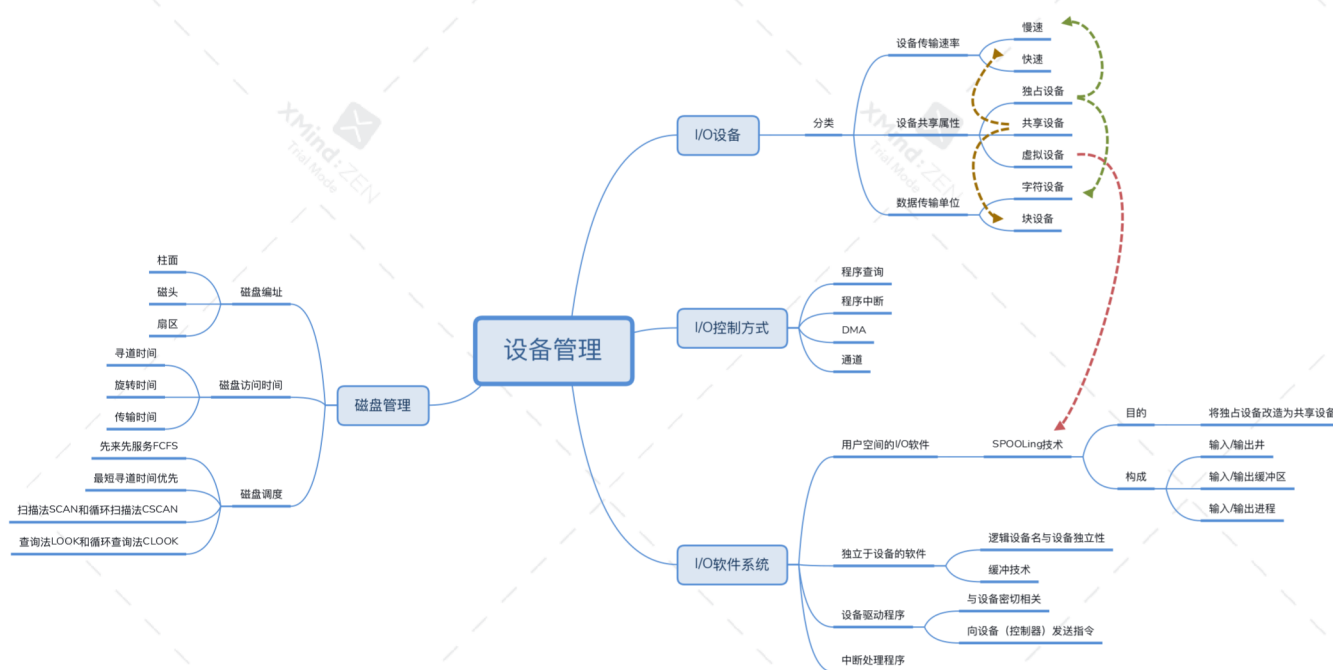 设备管理
I/O设备
分类
设备传输速率
慢速
快速
设备共享属性
独占设备
共享设备
虚拟设备
数据传输单位
字符设备
块设备
I/O控制方式
程序查询
程序中断
DMA
通道
I/O软件系统
用户空间的I/O软件
SPOOLing技术
目的
将独占设备改造为共享设备
构成
输入/输出井
输入/输出缓冲区
输入/输出进程
独立于设备的软件
逻辑设备名与设备独立性
缓冲技术
设备驱动程序
与设备密切相关
向设备（控制器）发送指令
中断处理程序
磁盘管理
磁盘编址
柱面
磁头
扇区
磁盘访问时间
寻道时间
旋转时间
传输时间
磁盘调度
先来先服务FCFS
最短寻道时间优先
扫描法SCAN和循环扫描法CSCAN
查询法LOOK和循环查询法CLOOK
XMind:ZEN
Trial Mode
XMind:ZEN
Trial Mode